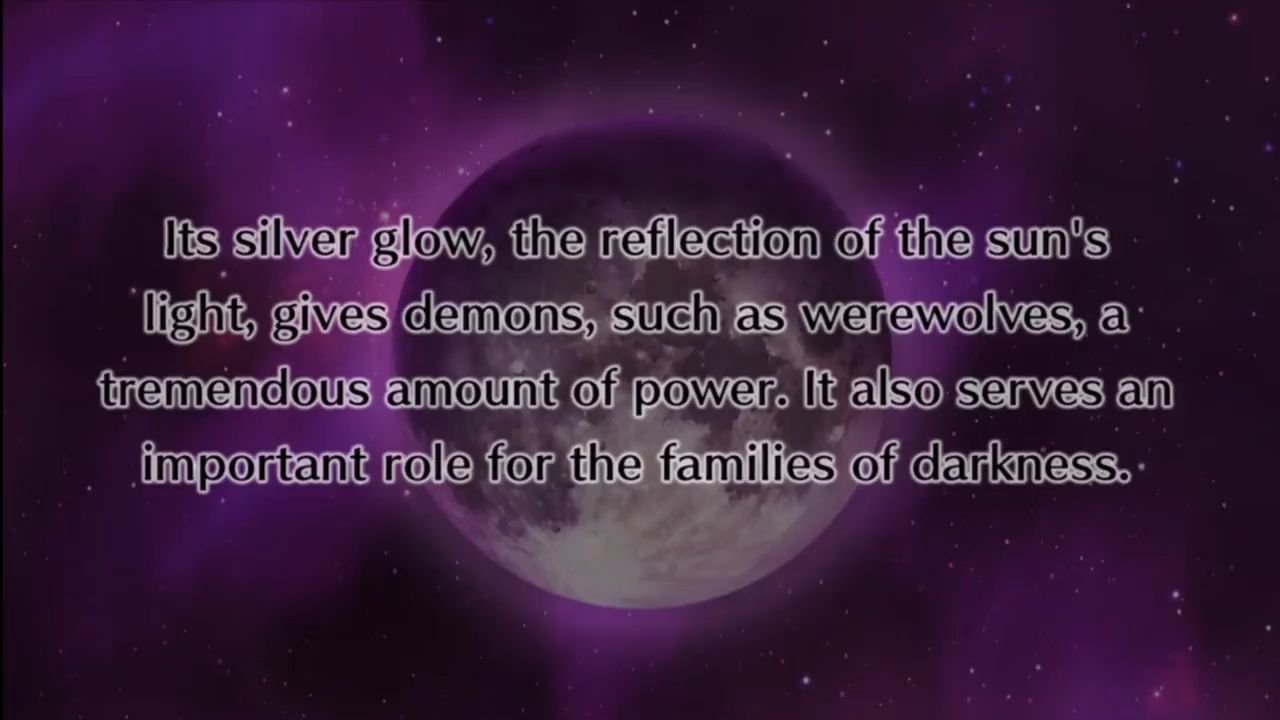 Its silver glow, the reflection of the sun's
light, gives demons, such as werewolves, a
tremendous amount of power. It also serves an
important role for the families of darkness.